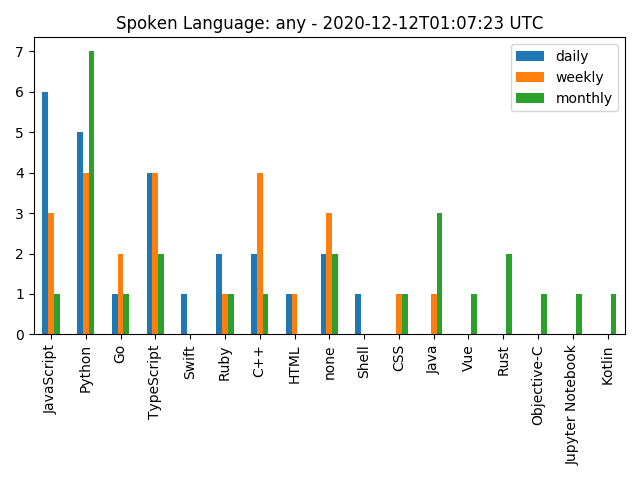 Spoken Language: any - 2020-12-12T01:07:23 UTC
daily
weekly
monthly
7
6
5
4
3
2
1
0
JavaScript
Python
Go
TypeScript
Swift
Ruby
C++
HTML
none
Shell
CSS
Java
Vue
Rust
Objective-C
Jupyter Notebook
Kotlin